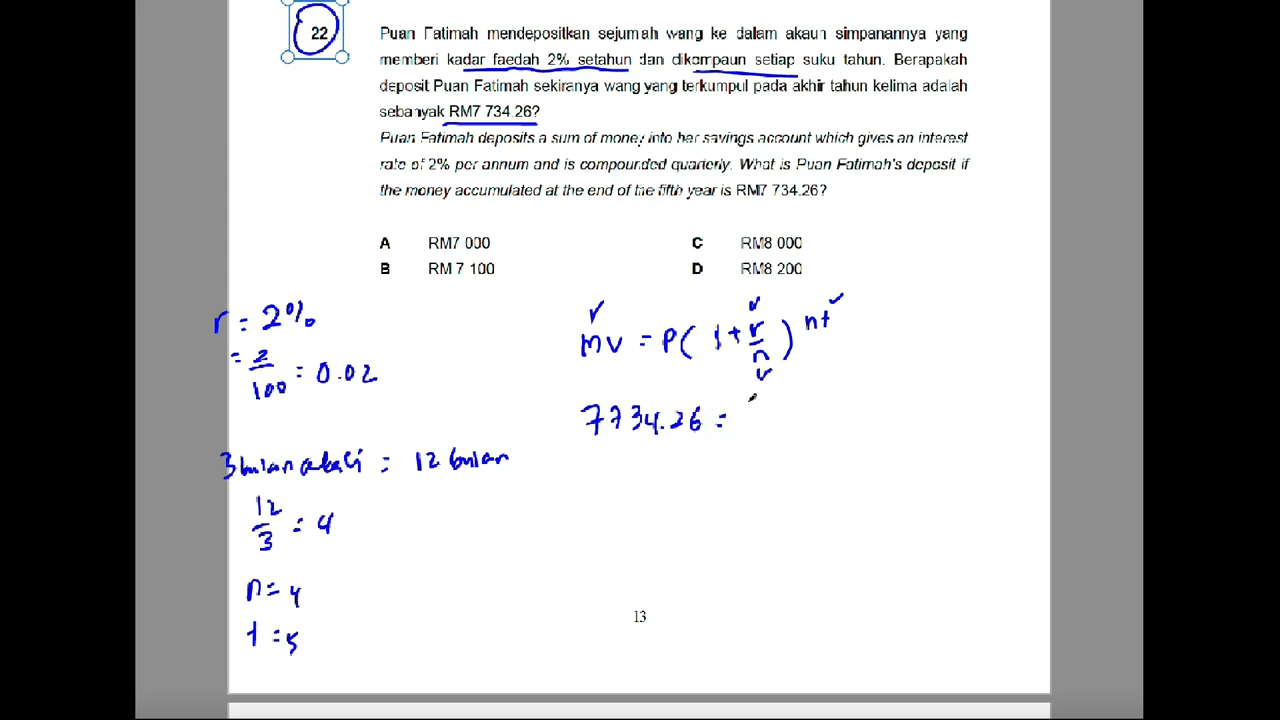 22
Puan Fatimah mendepositkan sejumah wang ke dalam akaun simpanannya yang
memberi kadar faedah 2% setahun dan dikompaun setiap suku tahun. Berapakah
deposit Puan Fatimah sekiranya wang yang terkumpul pada akhir tahun kelima adalah
sebanyak RM7 734.26?
Puan Fatimah deposits a sum of money into her savings account which gives an interest
rate of 2% per annum and is compounded quarterly. What is Puan Fatimah's deposit if
the money accumulated at the end of the fifth year is RM7 734.26?
A RM7 000
C RM8 000
B RM 7 100
D RM8 200
r = 2%
= 2/100 = 0.02
3 bulan = 12 bulan
12/3 = 4
n = 4
t = 5
mv = P( 1 + r/n )^nt
7734.26 =
13